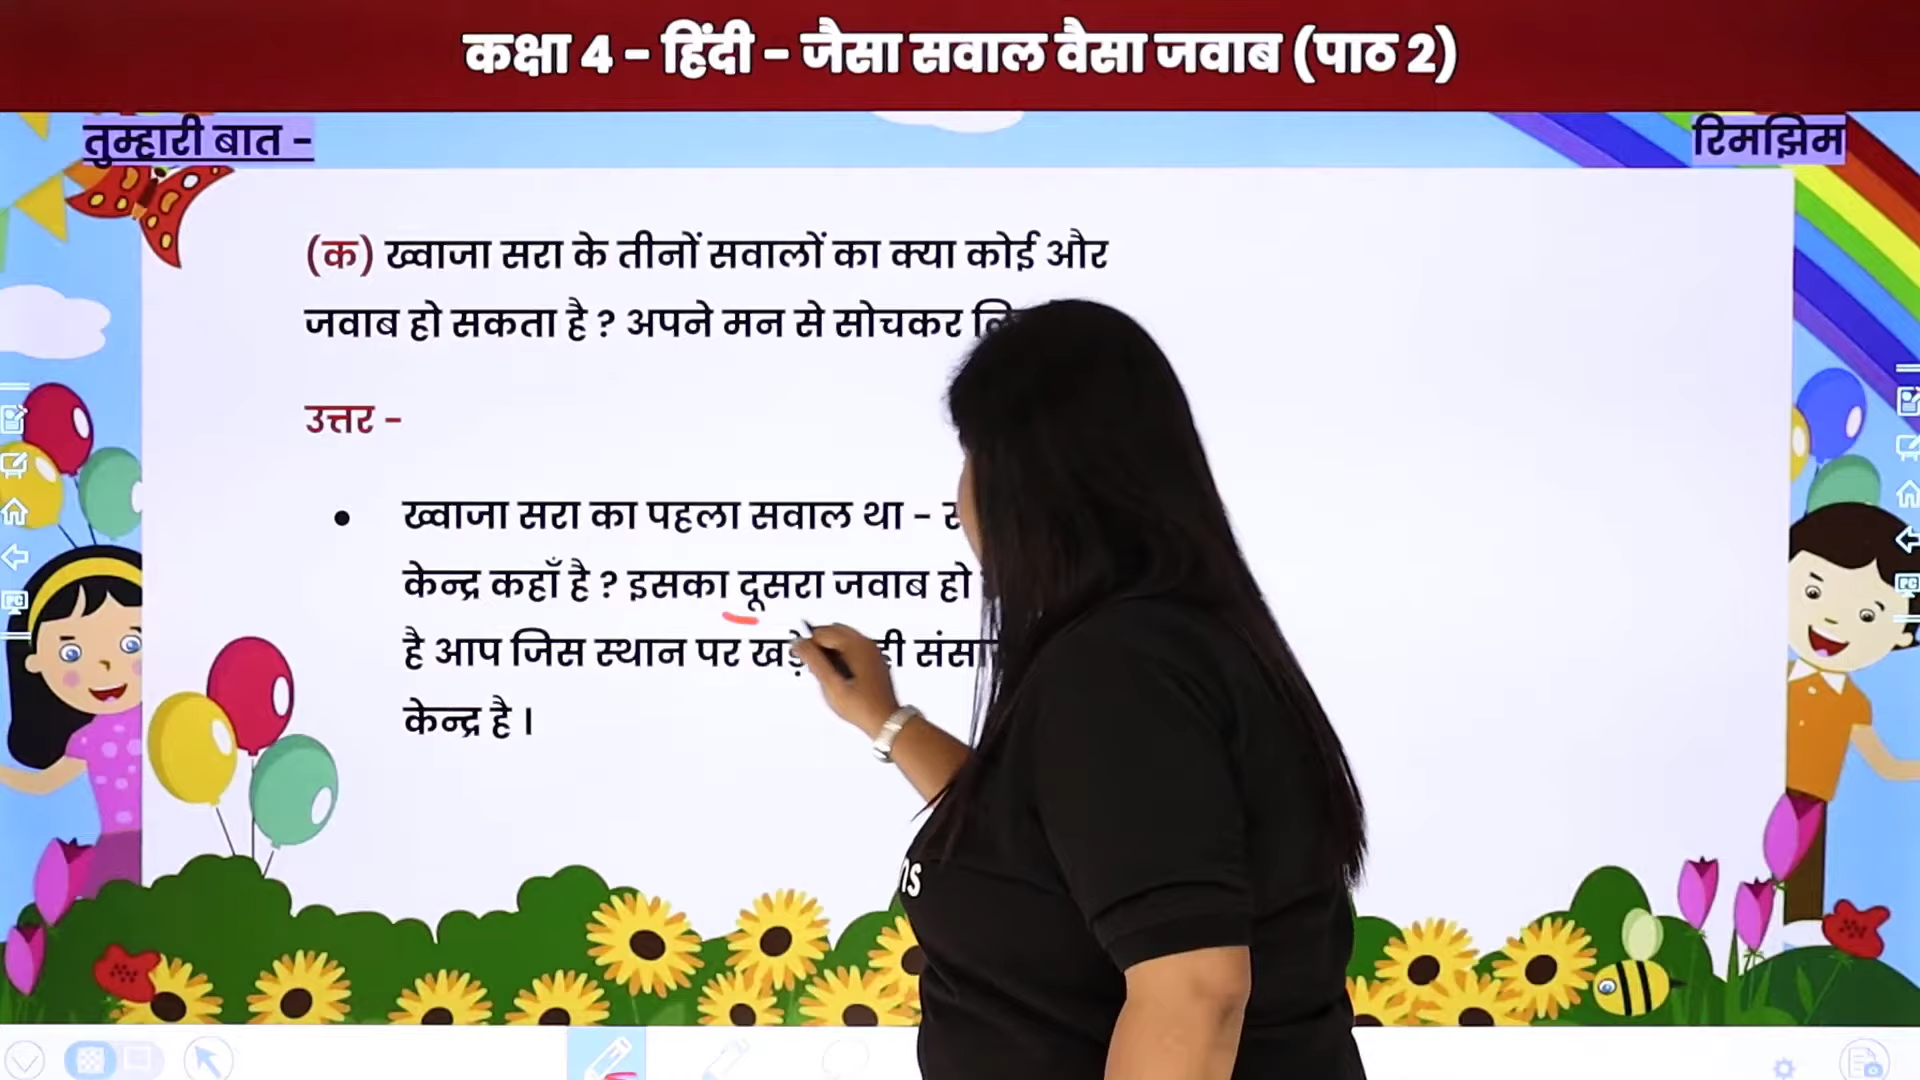 कक्षा 4 - हिंदी - जैसा सवाल वैसा जवाब (पाठ 2)
तुम्हारी बात -
रिमझिम
(क) ख्वाजा सरा के तीनों सवालों का क्या कोई और
जवाब हो सकता है ? अपने मन से सोचकर
उत्तर -
• ख्वाजा सरा का पहला सवाल था -
केन्द्र कहाँ है ? इसका दूसरा जवाब हो
है आप जिस स्थान पर
केन्द्र है ।